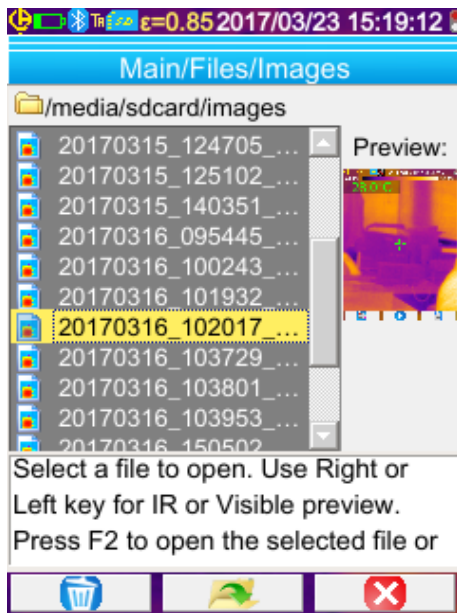 ε=0.85 2017/03/23 15:19:12
Main/Files/Images
/media/sdcard/images
20170315_124705_...
Preview:
20170315_125102_...
20170315_140351_...
20170316_095445_...
20170316_100243_...
20170316_101932_...
20170316_102017_...
20170316_103729_...
20170316_103801_...
20170316_103953_...
20170316_150502
Select a file to open. Use Right or
Left key for IR or Visible preview.
Press F2 to open the selected file or